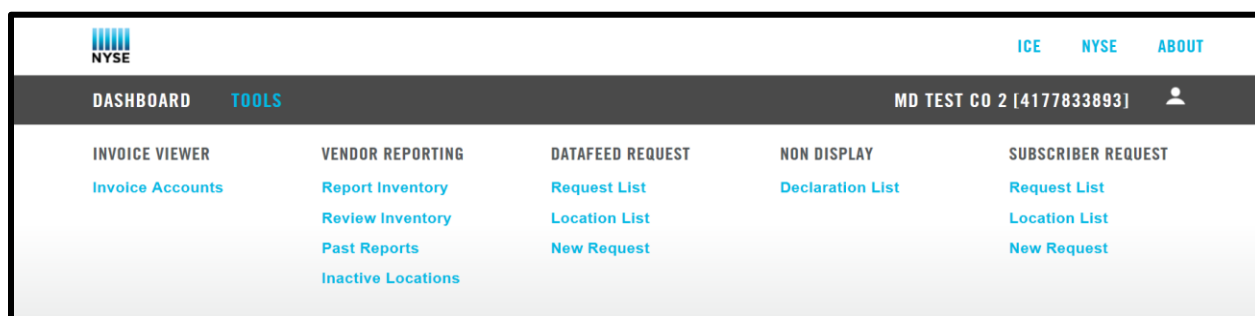 NYSE
ICE NYSE ABOUT
DASHBOARD TOOLS MD TEST CO 2 [4177833893]
INVOICE VIEWER VENDOR REPORTING DATAFEED REQUEST NON DISPLAY SUBSCRIBER REQUEST
Invoice Accounts Report Inventory Request List Declaration List Request List
Review Inventory Location List Location List
Past Reports New Request New Request
Inactive Locations